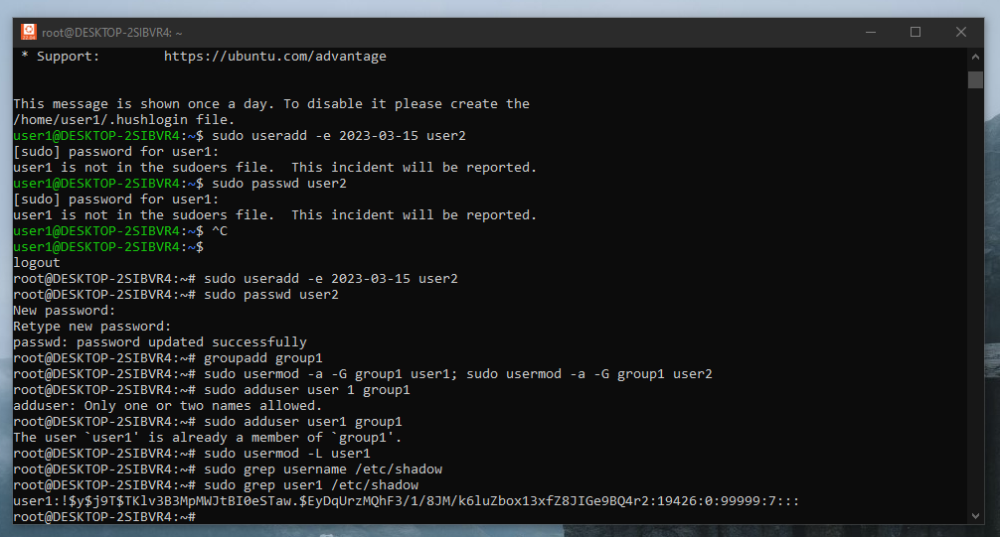 root@DESKTOP-2SIBVR4: ~
* Support:        https://ubuntu.com/advantage
This message is shown once a day. To disable it please create the
/home/user1/.hushlogin file.
user1@DESKTOP-2SIBVR4:~$ sudo useradd -e 2023-03-15 user2
[sudo] password for user1:
user1 is not in the sudoers file.  This incident will be reported.
user1@DESKTOP-2SIBVR4:~$ sudo passwd user2
[sudo] password for user1:
user1 is not in the sudoers file.  This incident will be reported.
user1@DESKTOP-2SIBVR4:~$ ^C
user1@DESKTOP-2SIBVR4:~$
logout
root@DESKTOP-2SIBVR4:~# sudo useradd -e 2023-03-15 user2
root@DESKTOP-2SIBVR4:~# sudo passwd user2
New password:
Retype new password:
passwd: password updated successfully
root@DESKTOP-2SIBVR4:~# groupadd group1
root@DESKTOP-2SIBVR4:~# sudo usermod -a -G group1 user1; sudo usermod -a -G group1 user2
root@DESKTOP-2SIBVR4:~# sudo adduser user 1 group1
adduser: Only one or two names allowed.
root@DESKTOP-2SIBVR4:~# sudo adduser user1 group1
The user `user1' is already a member of `group1'.
root@DESKTOP-2SIBVR4:~# sudo usermod -L user1
root@DESKTOP-2SIBVR4:~# sudo grep username /etc/shadow
root@DESKTOP-2SIBVR4:~# sudo grep user1 /etc/shadow
user1:!$y$j9T$TKlv3B3MpMWJtBI0eSTaw.$EyDqUrzMQhF3/1/8JM/k6luZbox13xfZ8JIGe9BQ4r2:19426:0:99999:7:::
root@DESKTOP-2SIBVR4:~#